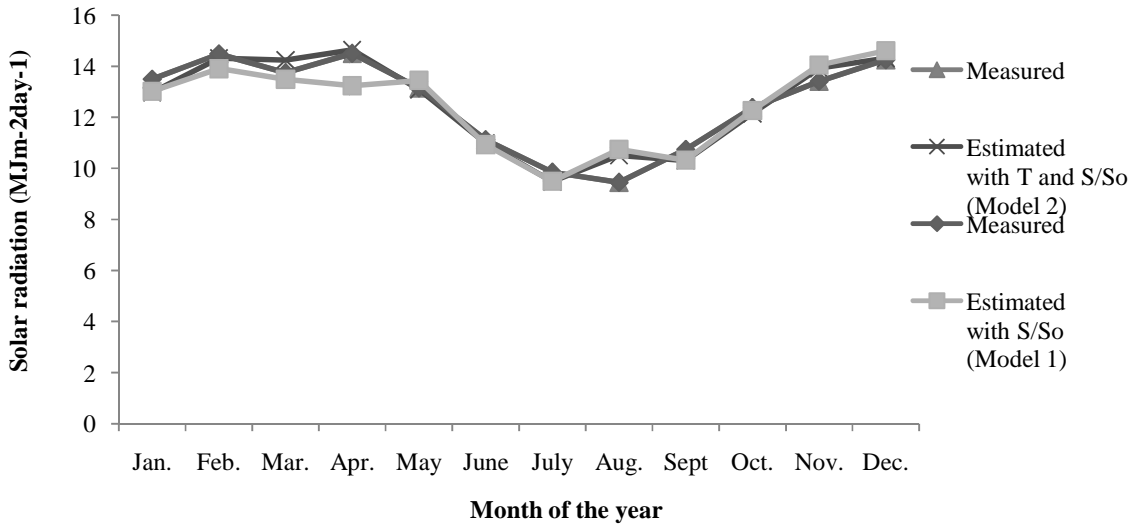 Solar radiation (MJm-2day-1)
16
14
12
10
8
6
4
2
0
Jan. Feb. Mar. Apr. May June July Aug. Sept Oct. Nov. Dec.
Month of the year
Measured
Estimated
with T and S/So
(Model 2)
Measured
Estimated
with S/So
(Model 1)